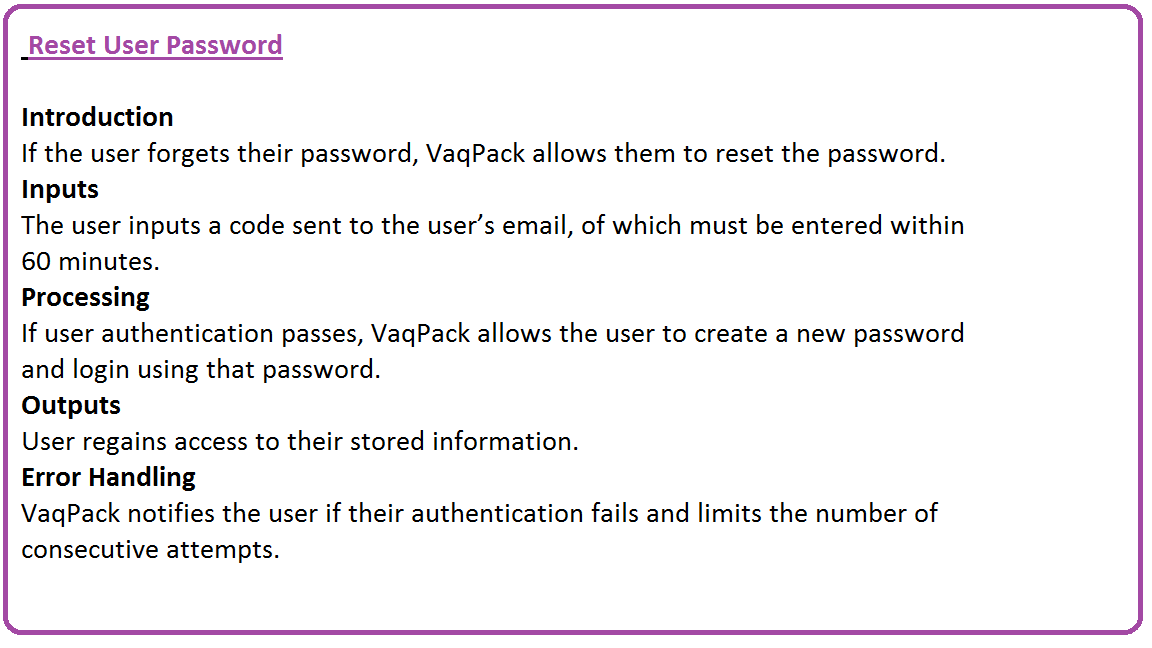 Reset User Password
Introduction
If the user forgets their password, VaqPack allows them to reset the password.
Inputs
The user inputs a code sent to the user’s email, of which must be entered within
60 minutes.
Processing
If user authentication passes, VaqPack allows the user to create a new password
and login using that password.
Outputs
User regains access to their stored information.
Error Handling
VaqPack notifies the user if their authentication fails and limits the number of
consecutive attempts.